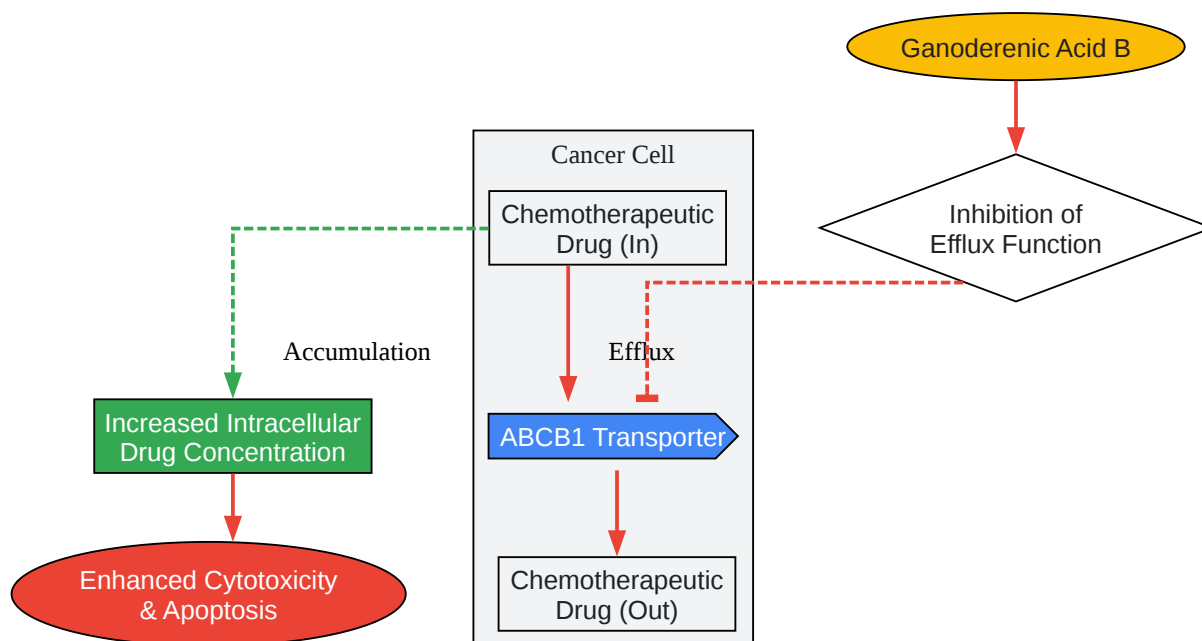 Ganoderenic Acid B
Cancer Cell
Chemotherapeutic
Drug (In)
Inhibition of
Efflux Function
Accumulation
Efflux
Increased Intracellular
Drug Concentration
ABCB1 Transporter
Enhanced Cytotoxicity
& Apoptosis
Chemotherapeutic
Drug (Out)